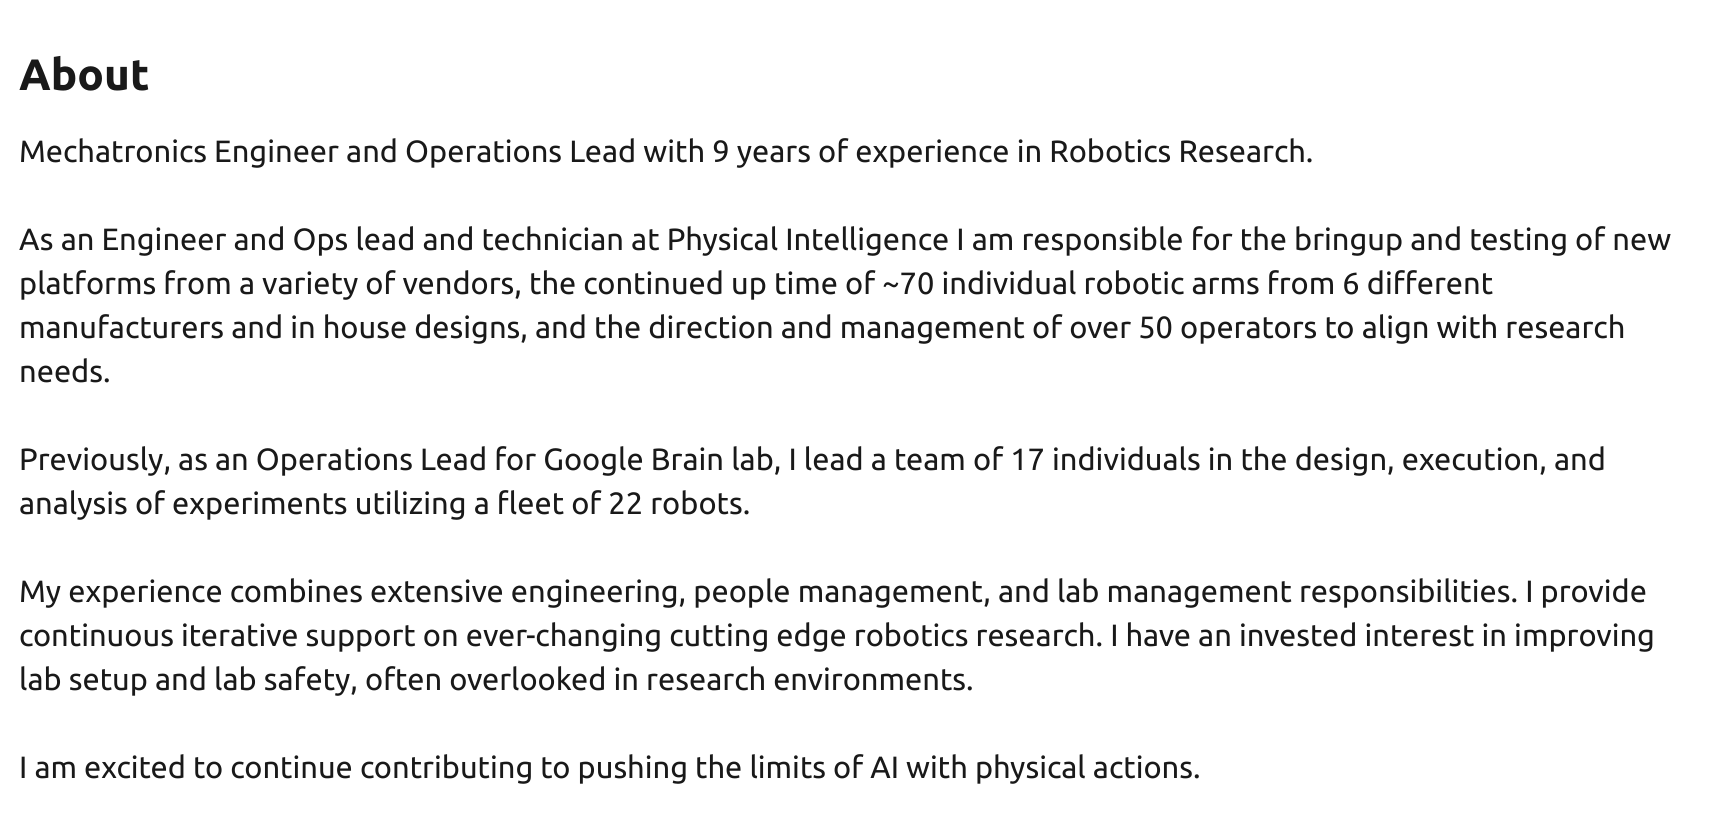 About
Mechatronics Engineer and Operations Lead with 9 years of experience in Robotics Research.
As an Engineer and Ops lead and technician at Physical Intelligence I am responsible for the bringup and testing of new
platforms from a variety of vendors, the continued up time of ~70 individual robotic arms from 6 different
manufacturers and in house designs, and the direction and management of over 50 operators to align with research
needs.
Previously, as an Operations Lead for Google Brain lab, I lead a team of 17 individuals in the design, execution, and
analysis of experiments utilizing a fleet of 22 robots.
My experience combines extensive engineering, people management, and lab management responsibilities. I provide
continuous iterative support on ever-changing cutting edge robotics research. I have an invested interest in improving
lab setup and lab safety, often overlooked in research environments.
I am excited to continue contributing to pushing the limits of AI with physical actions.